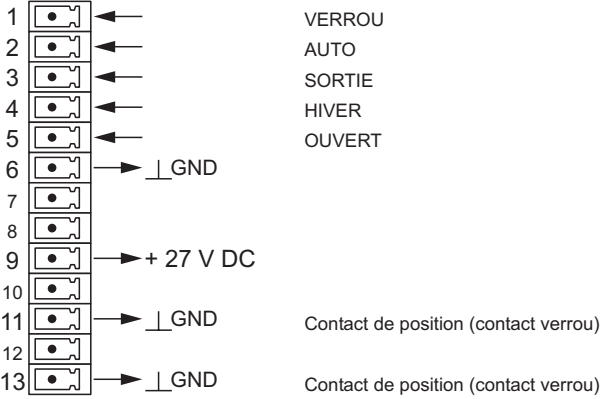 1 VERROU
2 AUTO
3 SORTIE
4 HIVER
5 OUVERT
6 GND
7
8
9 + 27 V DC
10
11 GND Contact de position (contact verrou)
12
13 GND Contact de position (contact verrou)